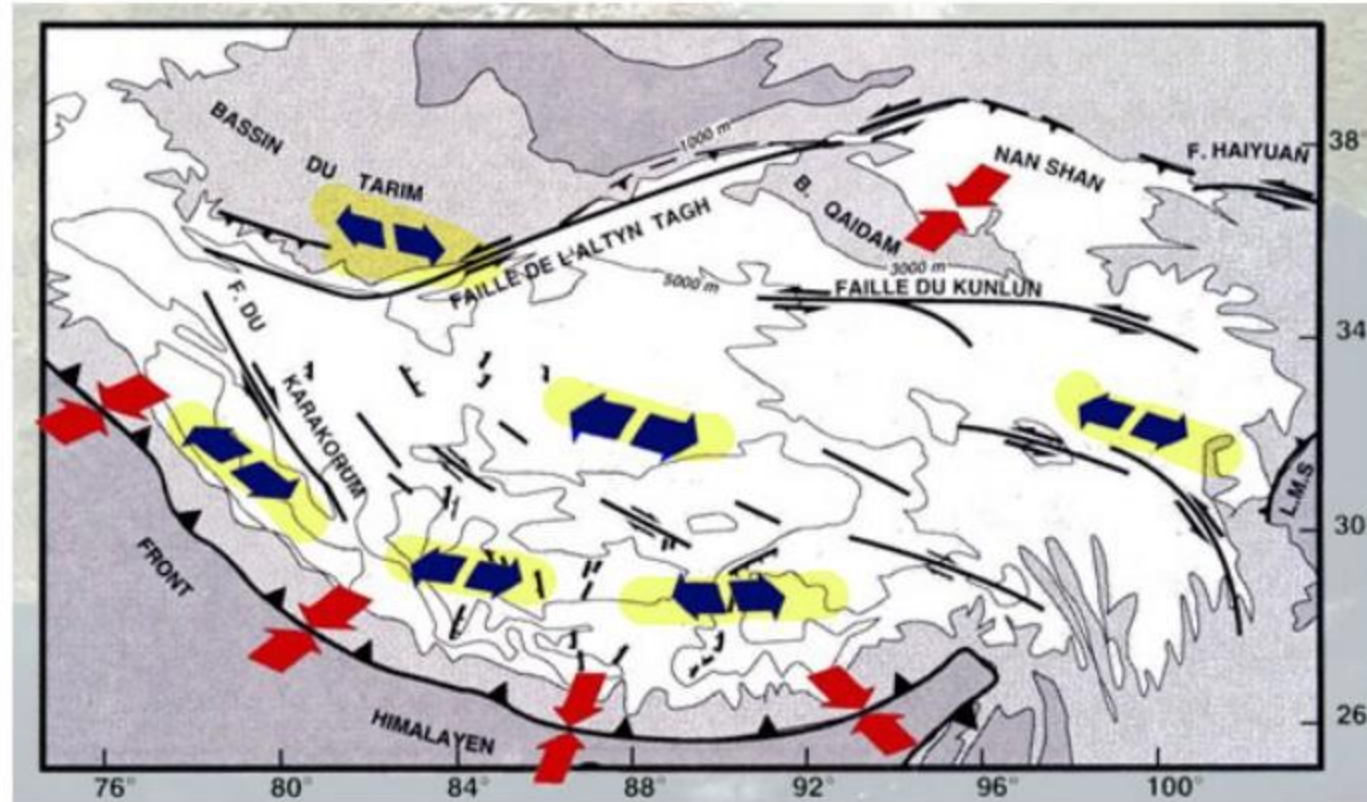 BASSIN DU TARIM
1000 m
NAN SHAN
F. HAIYUAN
38
B. QAIDAM
FAILLE DE L'ALTYN TAGH
5000 m
3000 m
FAILLE DU KUNLUN
F. DU KARAKORUM
34
L.M.S
30
FRONT HIMALAYEN
26
76° 80° 84° 88° 92° 96° 100°